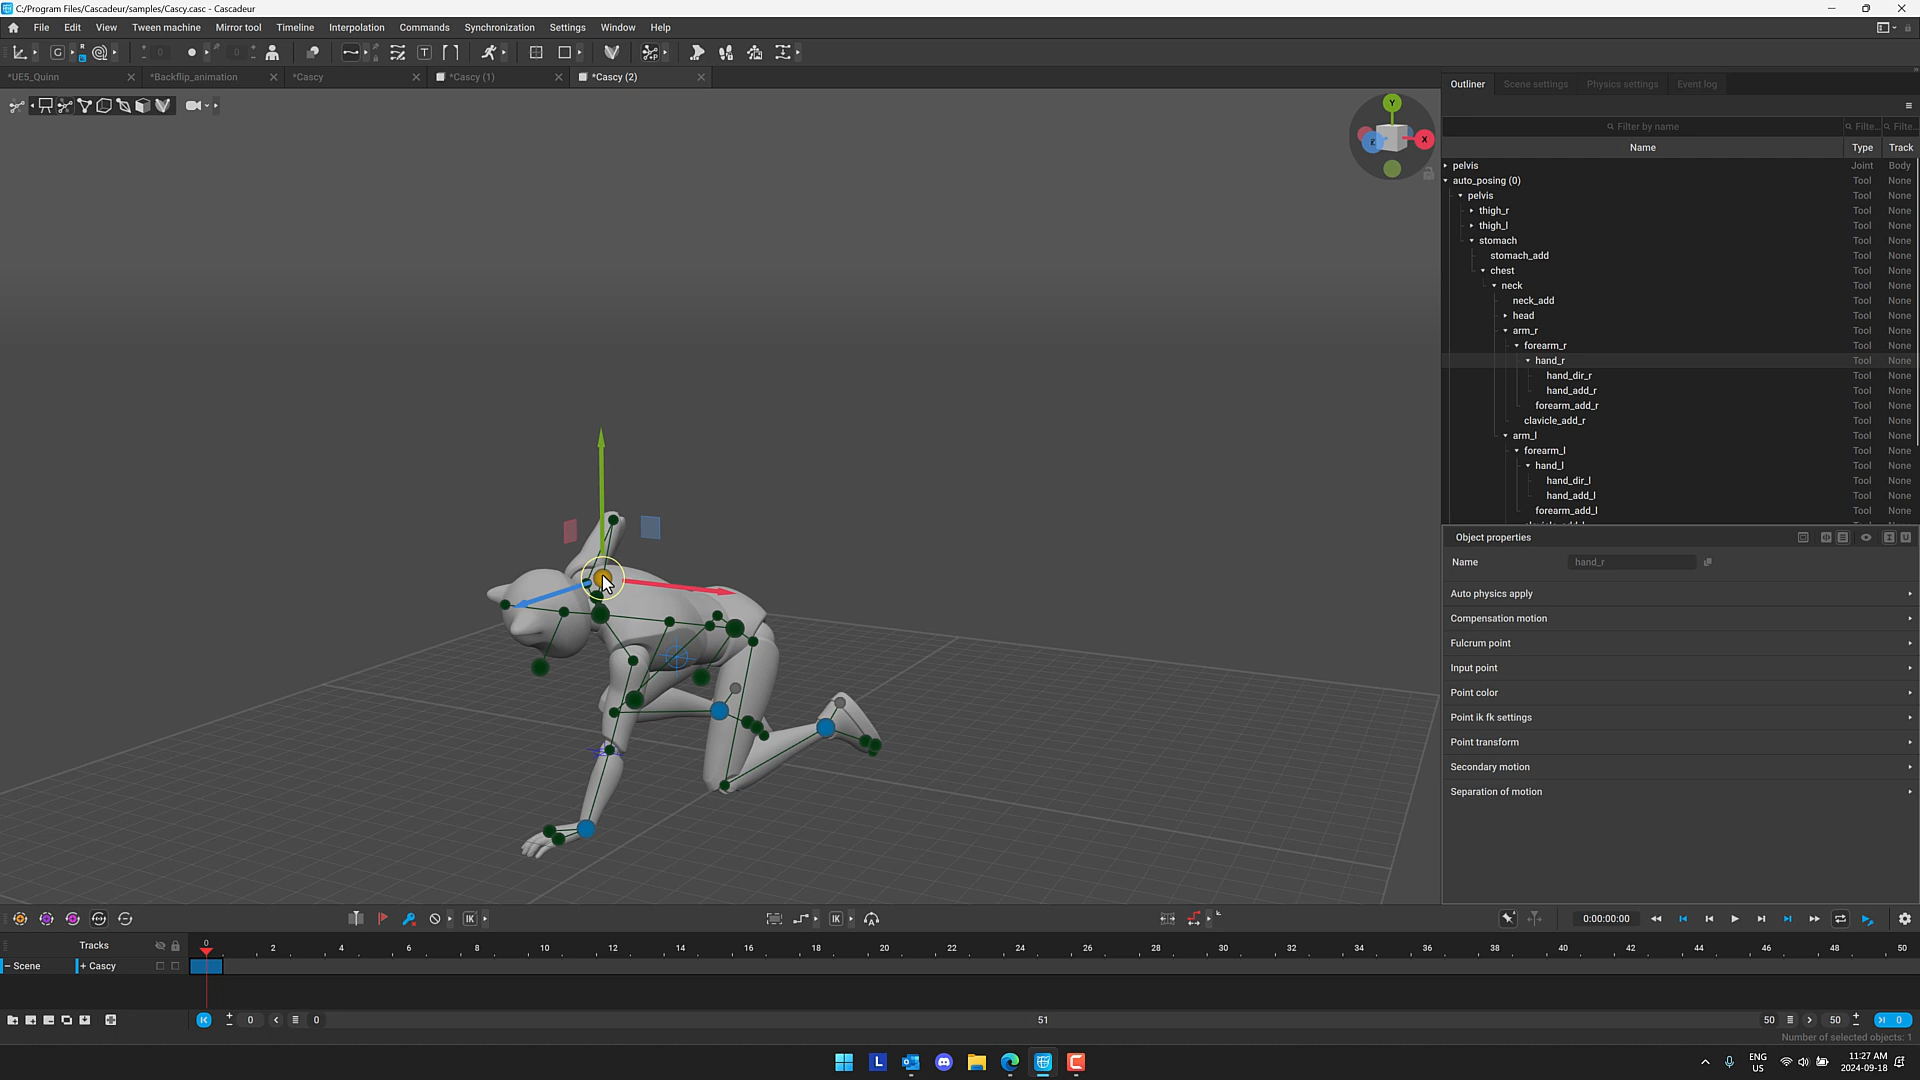 C:/Program Files/Cascadeur/samples/Cascy.casc - Cascadeur
File Edit View Tween machine Mirror tool Timeline Interpolation Commands Synchronization Settings Window Help
G R 0 0 T
*UE5_Quinn *Backflip_animation *Cascy *Cascy (1) *Cascy (2)
Outliner Scene settings Physics settings Event log
Y
X
Z
Filter by name Filte... Filte...
Name Type Track
pelvis Joint Body
auto_posing (0) Tool None
pelvis Tool None
thigh_r Tool None
thigh_l Tool None
stomach Tool None
stomach_add Tool None
chest Tool None
neck Tool None
neck_add Tool None
head Tool None
arm_r Tool None
forearm_r Tool None
hand_r Tool None
hand_dir_r Tool None
hand_add_r Tool None
forearm_add_r Tool None
clavicle_add_r Tool None
arm_l Tool None
forearm_l Tool None
hand_l Tool None
hand_dir_l Tool None
hand_add_l Tool None
forearm_add_l Tool None
Object properties
Name hand_r
Auto physics apply
Compensation motion
Fulcrum point
Input point
Point color
Point ik fk settings
Point transform
Secondary motion
Separation of motion
IK IK 0:00:00:00
Tracks 0 2 4 6 8 10 12 14 16 18 20 22 24 26 28 30 32 34 36 38 40 42 44 46 48 50
Scene + Cascy
0 0 51 50 50 0
Number of selected objects: 1
L ENG US 11:27 AM 2024-09-18